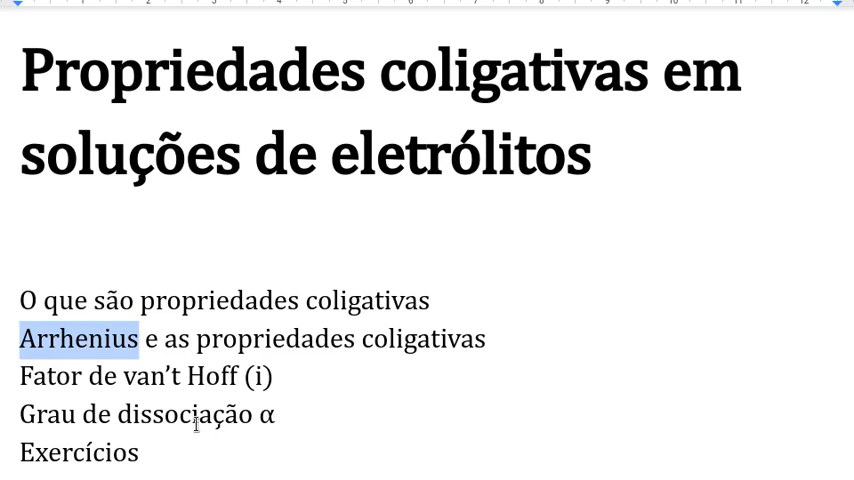 Propriedades coligativas em
soluções de eletrólitos
O que são propriedades coligativas
Arrhenius e as propriedades coligativas
Fator de van’t Hoff (i)
Grau de dissociação α
Exercícios